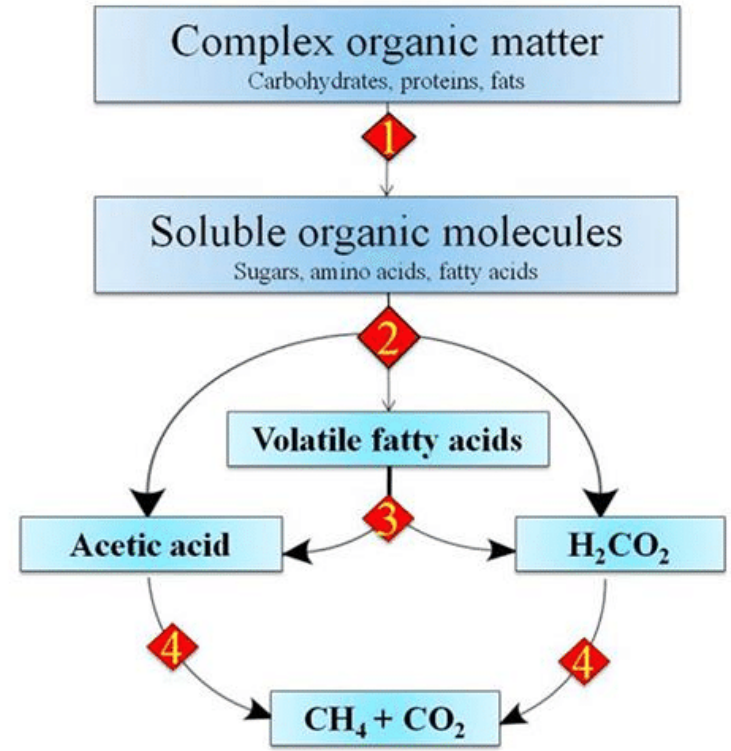 Complex organic matter
Carbohydrates, proteins, fats
1
Soluble organic molecules
Sugars, amino acids, fatty acids
2
Volatile fatty acids
3
Acetic acid
H₂CO₂
4
4
CH₄ + CO₂